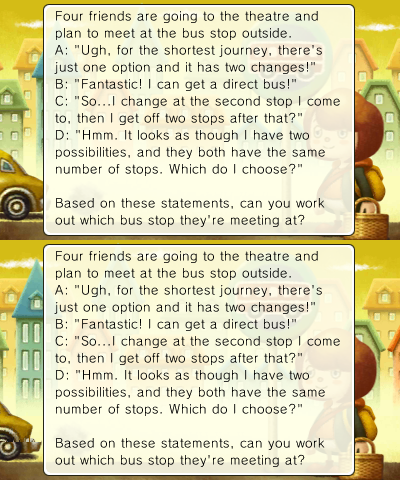 Four friends are going to the theatre and
plan to meet at the bus stop outside.
A: "Ugh, for the shortest journey, there's
just one option and it has two changes!"
B: "Fantastic! I can get a direct bus!"
C: "So...I change at the second stop I come
to, then I get off two stops after that?"
D: "Hmm. It looks as though I have two
possibilities, and they both have the same
number of stops. Which do I choose?"
Based on these statements, can you work
out which bus stop they're meeting at?
Four friends are going to the theatre and
plan to meet at the bus stop outside.
A: "Ugh, for the shortest journey, there's
just one option and it has two changes!"
B: "Fantastic! I can get a direct bus!"
C: "So...I change at the second stop I come
to, then I get off two stops after that?"
D: "Hmm. It looks as though I have two
possibilities, and they both have the same
number of stops. Which do I choose?"
Based on these statements, can you work
out which bus stop they're meeting at?